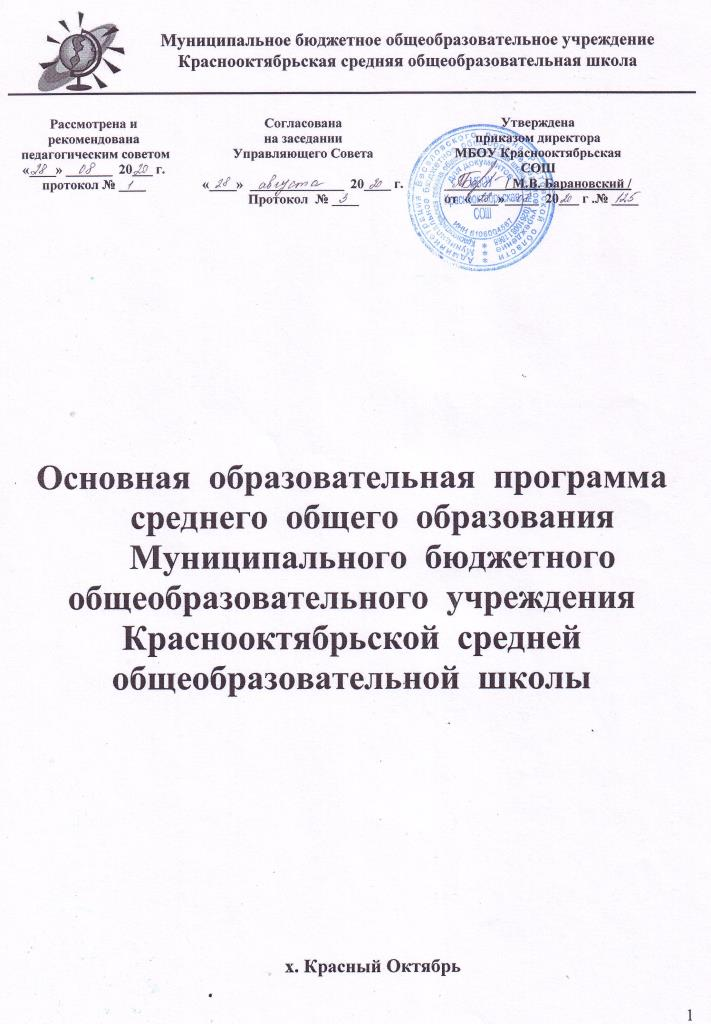 Муниципальное бюджетное общеобразовательное учреждение
Краснооктябрьская средняя общеобразовательная школа
Рассмотрена и
рекомендована
педагогическим советом
«28» 08 2020 г.
протокол № 1
Согласована
на заседании
Управляющего Совета
« 28 » августа 20 20 г.
Протокол № 3
Утверждена
приказом директора
МБОУ Краснооктябрьская
СОШ
/ М.В. Барановский /
от « » 2020 г .№ 125
Основная образовательная программа
среднего общего образования
Муниципального бюджетного
общеобразовательного учреждения
Краснооктябрьской средней
общеобразовательной школы
х. Красный Октябрь
1